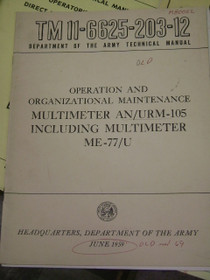 TM 11-6625-203-12
DEPARTMENT OF THE ARMY TECHNICAL MANUAL
OPERATION AND
ORGANIZATIONAL MAINTENANCE
MULTIMETER AN/URM-105
INCLUDING MULTIMETER
ME-77/U
HEADQUARTERS, DEPARTMENT OF THE ARMY
JUNE 1959